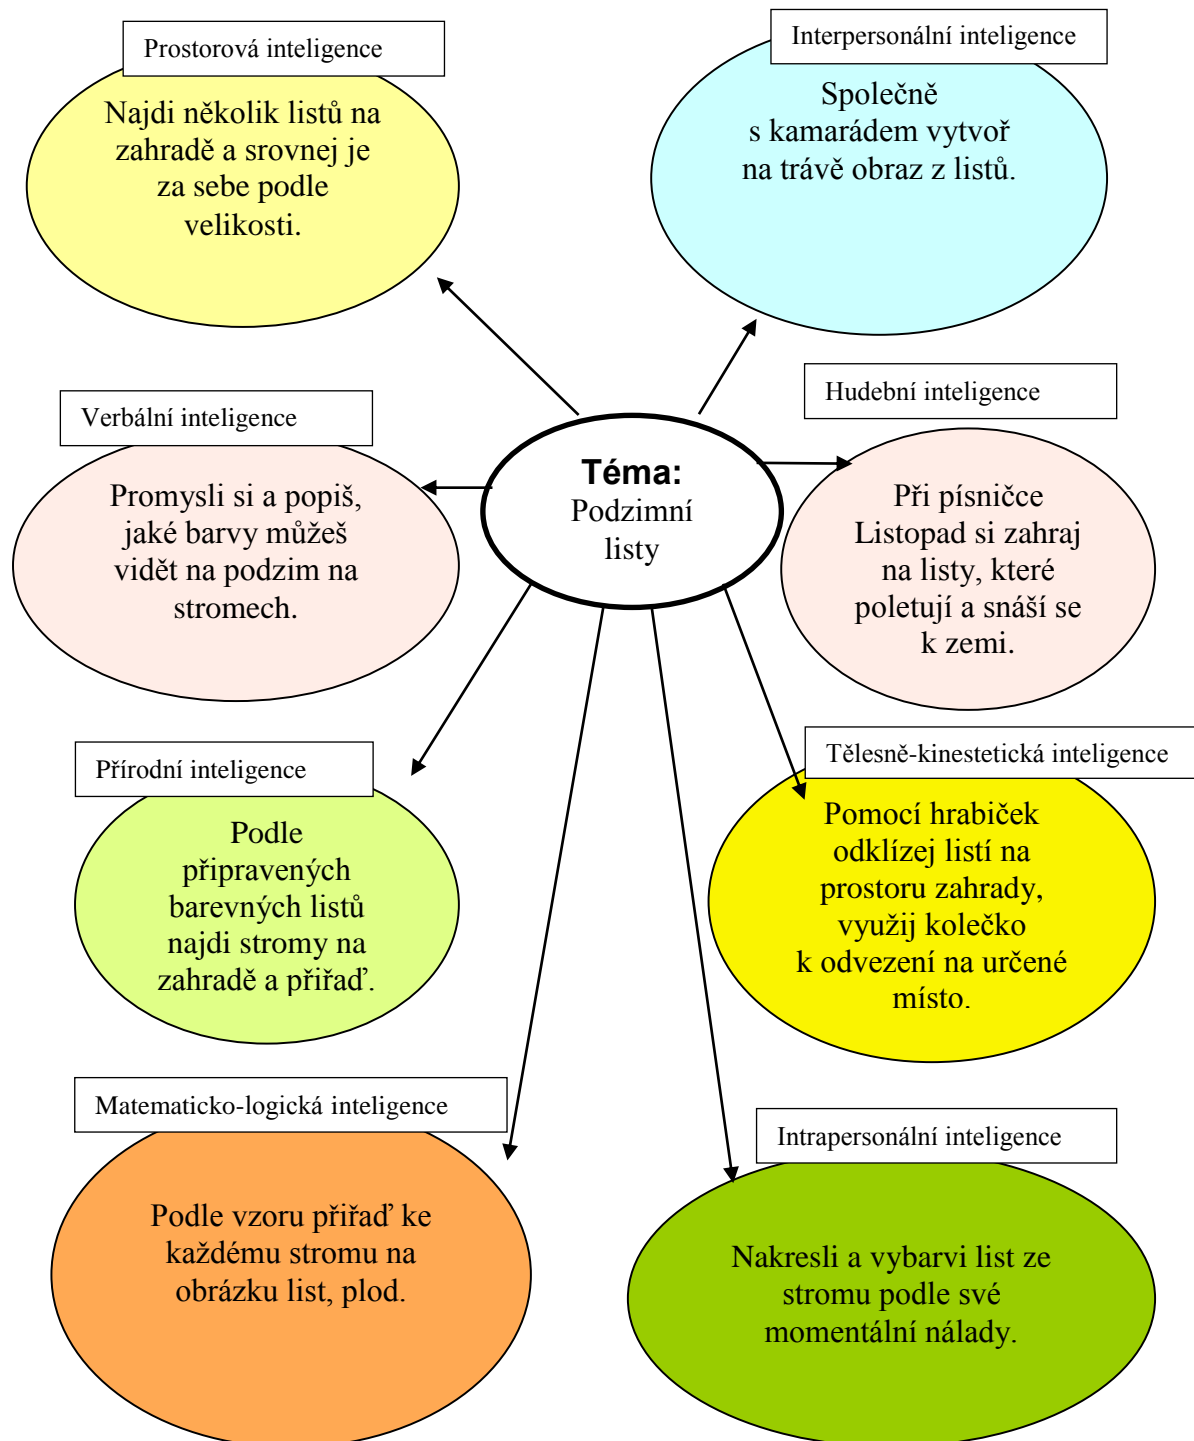 Prostorová inteligence
Najdi několik listů na
zahradě a srovnej je
za sebe podle
velikosti.
Interpersonální inteligence
Společně
s kamarádem vytvoř
na trávě obraz z listů.
Verbální inteligence
Promysli si a popiš,
jaké barvy můžeš
vidět na podzim na
stromech.
Téma:
Podzimní
listy
Hudební inteligence
Při písničce
Listopad si zahraj
na listy, které
poletují a snáší se
k zemi.
Přírodní inteligence
Podle
připravených
barevných listů
najdi stromy na
zahradě a přiřaď.
Tělesně-kinestetická inteligence
Pomocí hrabiček
odklízej listí na
prostoru zahrady,
využij kolečko
k odvezení na určené
místo.
Matematicko-logická inteligence
Podle vzoru přiřaď ke
každému stromu na
obrázku list, plod.
Intrapersonální inteligence
Nakresli a vybarvi list ze
stromu podle své
momentální nálady.